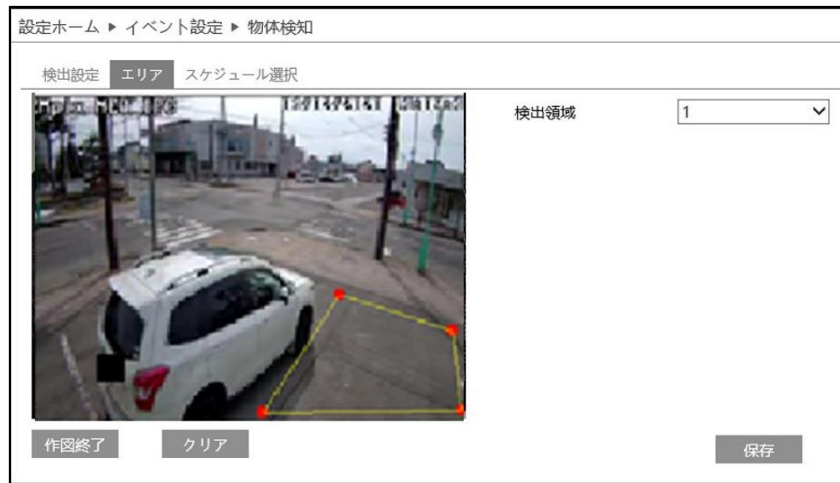 設定ホーム ▶ イベント設定 ▶ 物体検知
検出設定 エリア スケジュール選択
検出領域 1
作図終了 クリア 保存